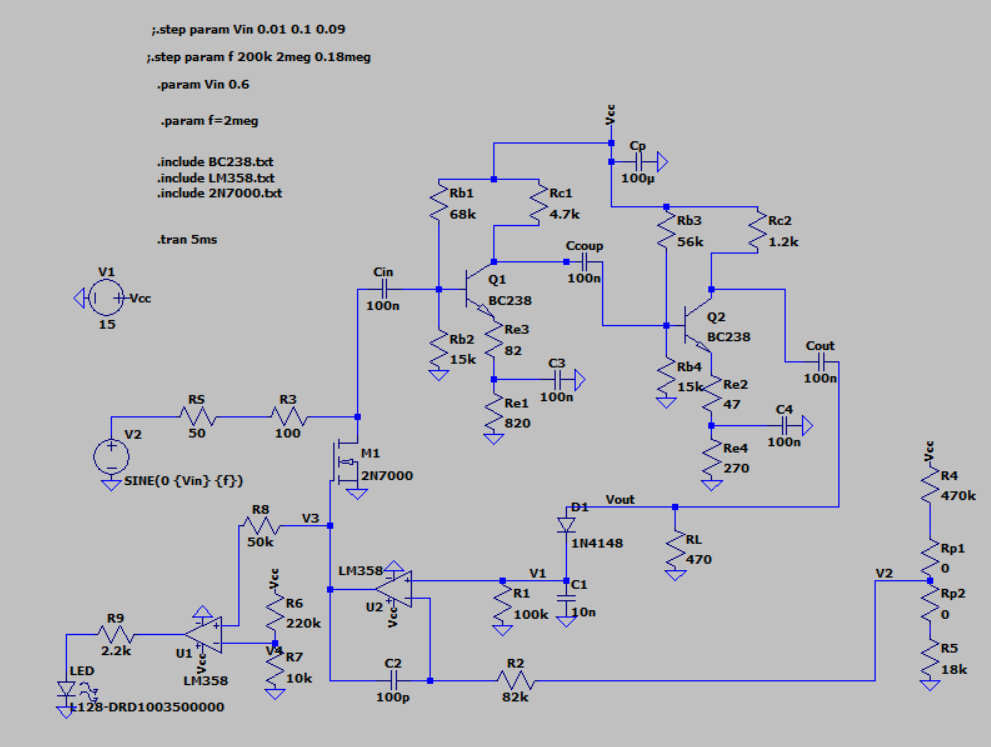 ;.step param Vin 0.01 0.1 0.09
;.step param f 200k 2meg 0.18meg
.param Vin 0.6
.param f=2meg
.include BC238.txt
.include LM358.txt
.include 2N7000.txt
.tran 5ms
V1
Vcc
15
Vcc
Cp
100µ
Rb1
68k
Rc1
4.7k
Rb3
56k
Rc2
1.2k
Ccoup
100n
Cin
100n
Q1
BC238
Q2
BC238
Rb2
15k
Re3
82
C3
100n
Re1
820
Rb4
15k
Re2
47
C4
100n
Re4
270
Cout
100n
RS
50
R3
100
V2
SINE(0 {Vin} {f})
M1
2N7000
R8
50k
V3
LM358
U2
Vcc
D1
1N4148
Vout
RL
470
V1
R1
100k
C1
10n
V2
Vcc
R4
470k
Rp1
0
Rp2
0
R5
18k
R9
2.2k
U1
Vcc
LM358
Vcc
R6
220k
V4
R7
10k
C2
100p
R2
82k
LED
L128-DRD1003500000